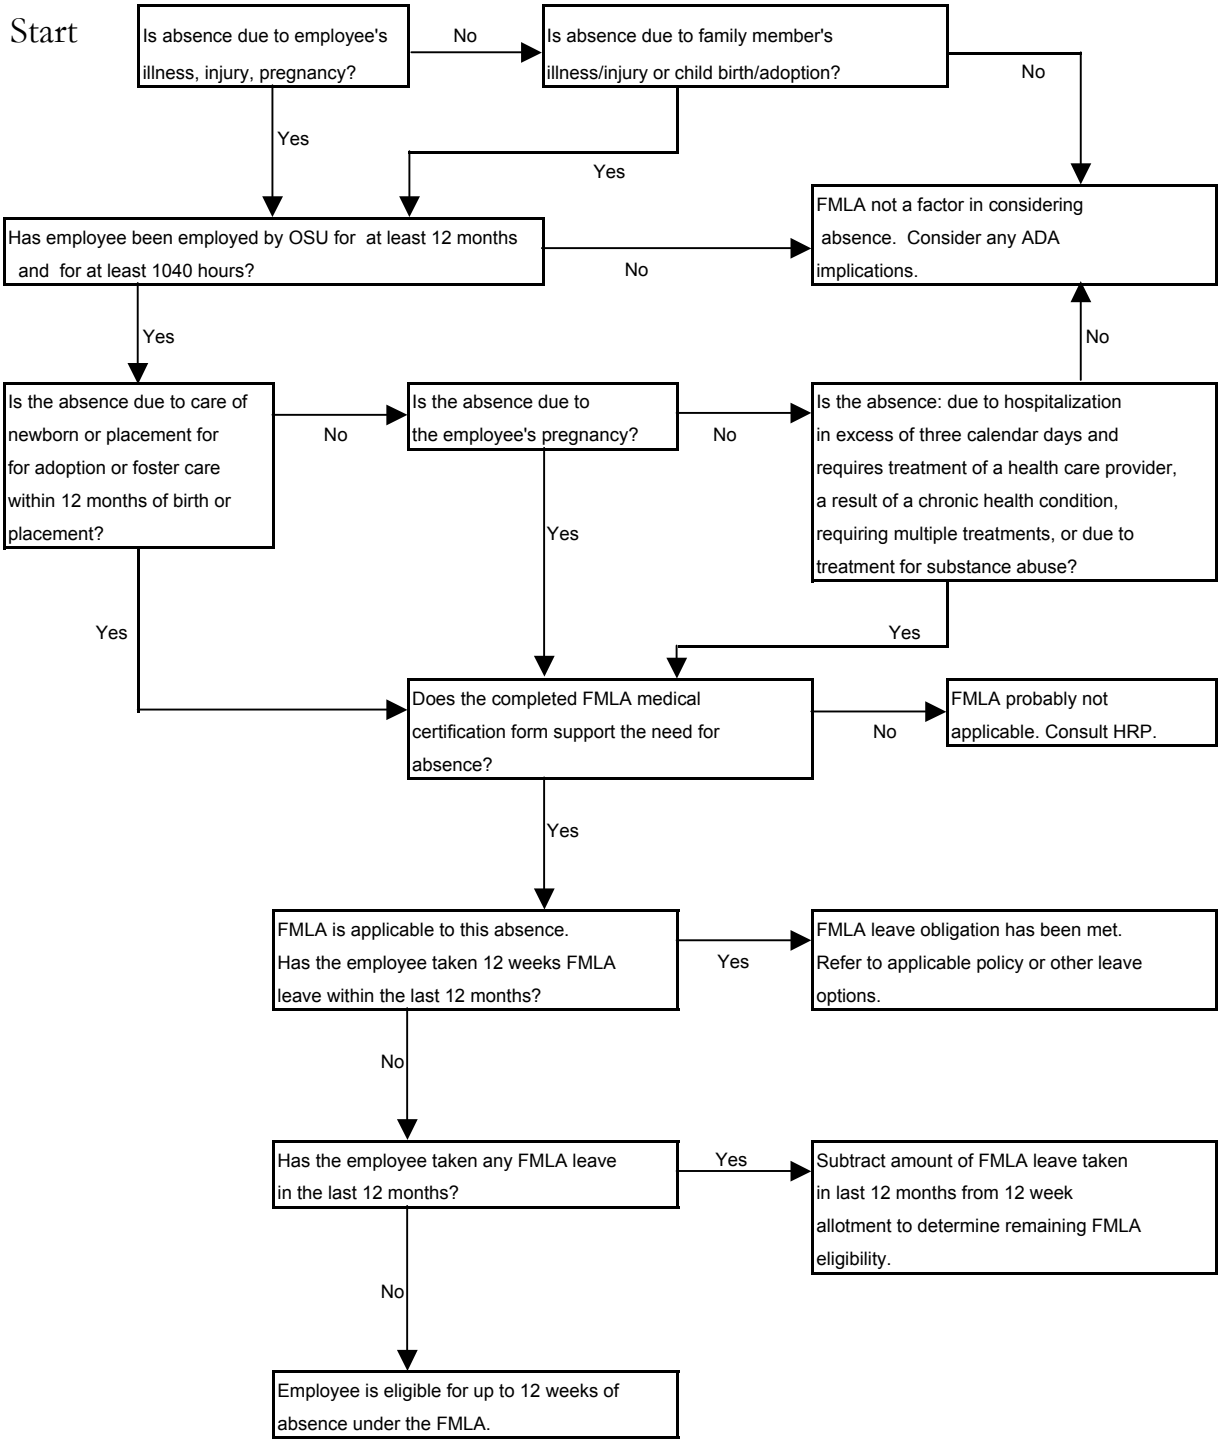 Start
Is absence due to employee's
illness, injury, pregnancy?
No
Is absence due to family member's
illness/injury or child birth/adoption?
No
Yes
Yes
Has employee been employed by OSU for at least 12 months
and for at least 1040 hours?
No
FMLA not a factor in considering
absence. Consider any ADA
implications.
Yes
No
Is the absence due to care of
newborn or placement for
for adoption or foster care
within 12 months of birth or
placement?
No
Is the absence due to
the employee's pregnancy?
No
Is the absence: due to hospitalization
in excess of three calendar days and
requires treatment of a health care provider,
a result of a chronic health condition,
requiring multiple treatments, or due to
treatment for substance abuse?
Yes
Yes
Yes
Does the completed FMLA medical
certification form support the need for
absence?
No
FMLA probably not
applicable. Consult HRP.
Yes
FMLA is applicable to this absence.
Has the employee taken 12 weeks FMLA
leave within the last 12 months?
Yes
FMLA leave obligation has been met.
Refer to applicable policy or other leave
options.
No
Has the employee taken any FMLA leave
in the last 12 months?
Yes
Subtract amount of FMLA leave taken
in last 12 months from 12 week
allotment to determine remaining FMLA
eligibility.
No
Employee is eligible for up to 12 weeks of
absence under the FMLA.